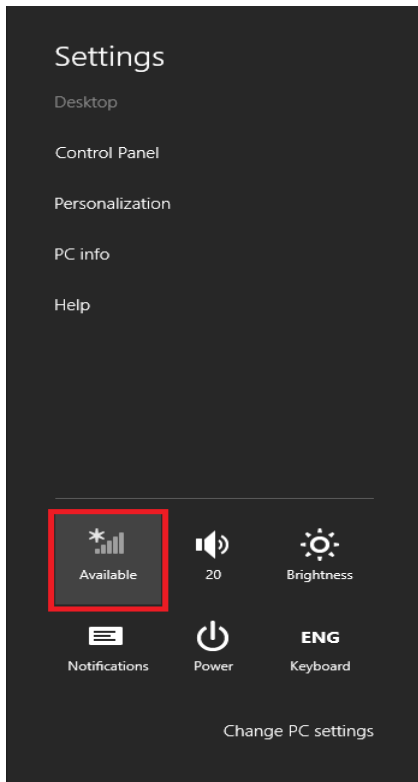 Settings
Desktop
Control Panel
Personalization
PC info
Help
Available 20 Brightness
ENG
Notifications Power Keyboard
Change PC settings